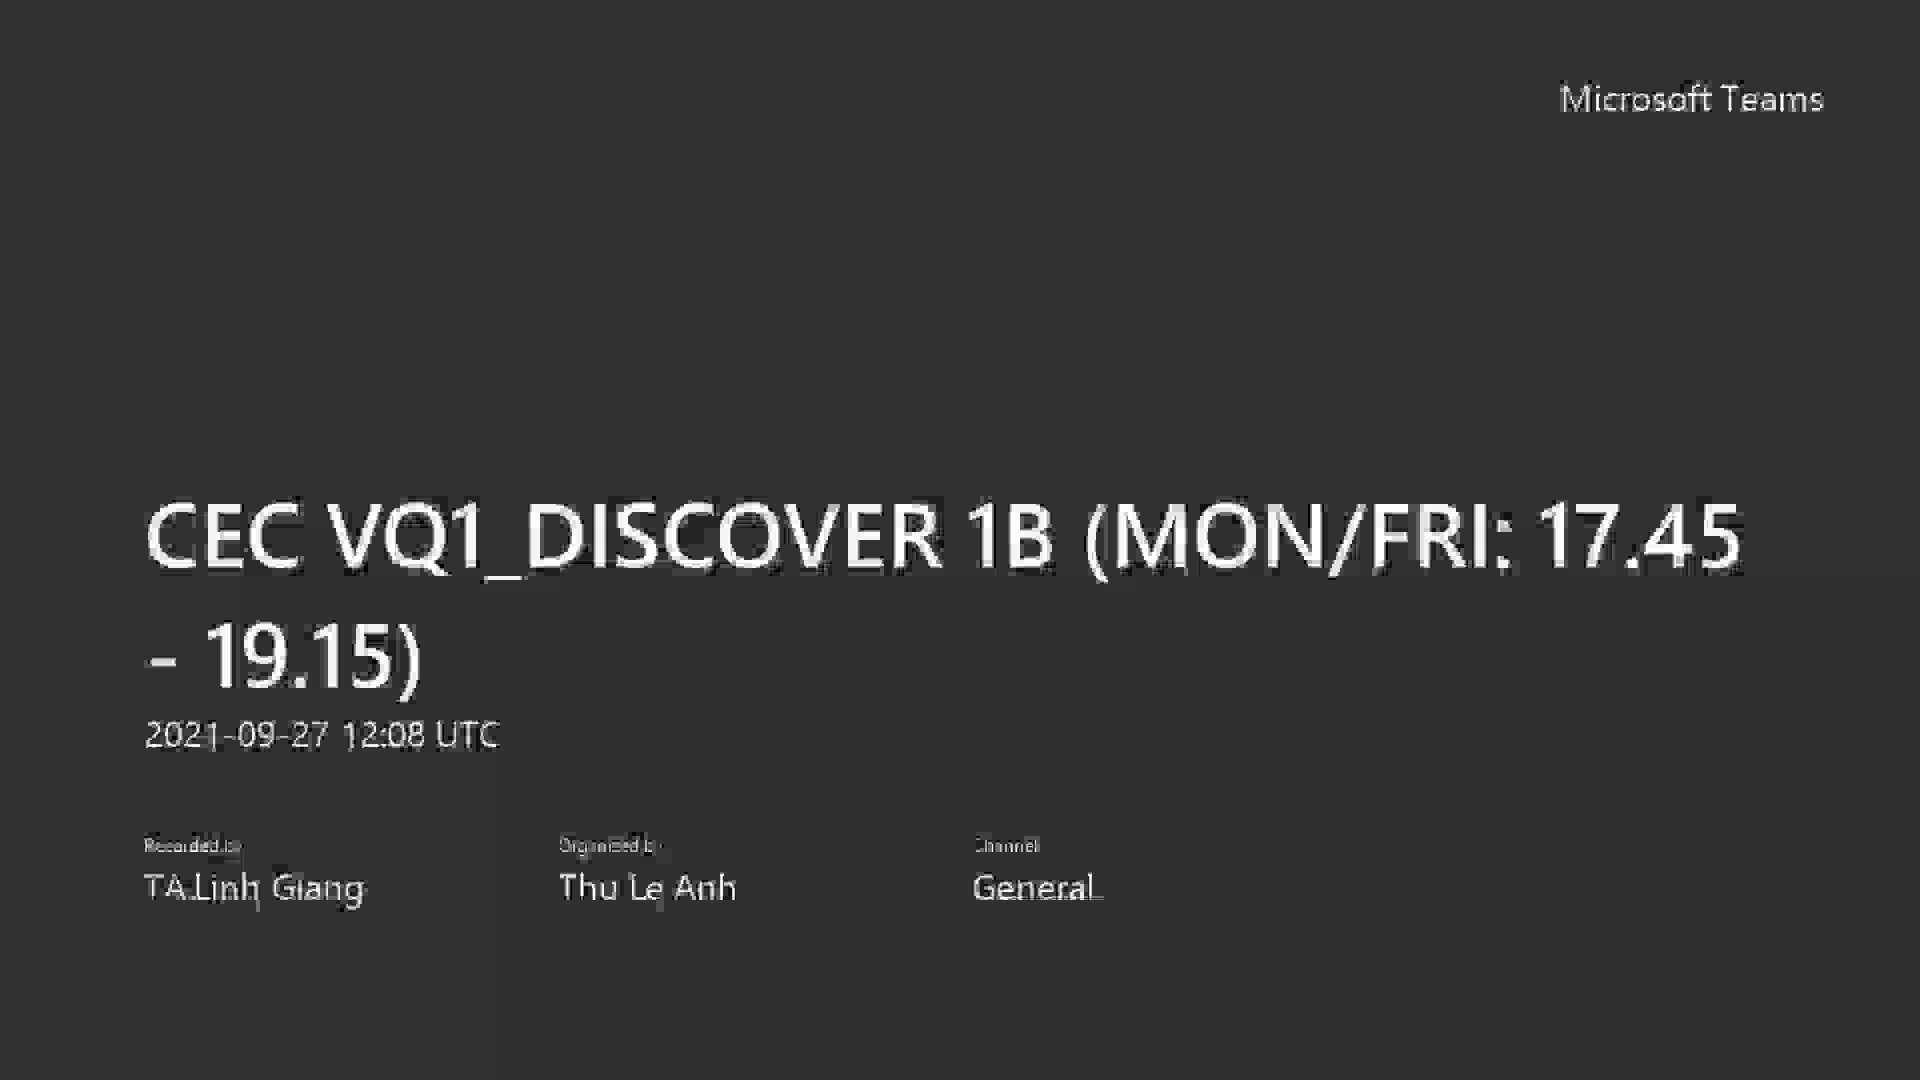 Microsoft Teams
CEC VQ1_DISCOVER 1B (MON/FRI: 17.45
- 19.15)
2021-09-27 12:08 UTC
Recorded by
Organized by
Channel
TA.Linh Giang
Thu Le Anh
General